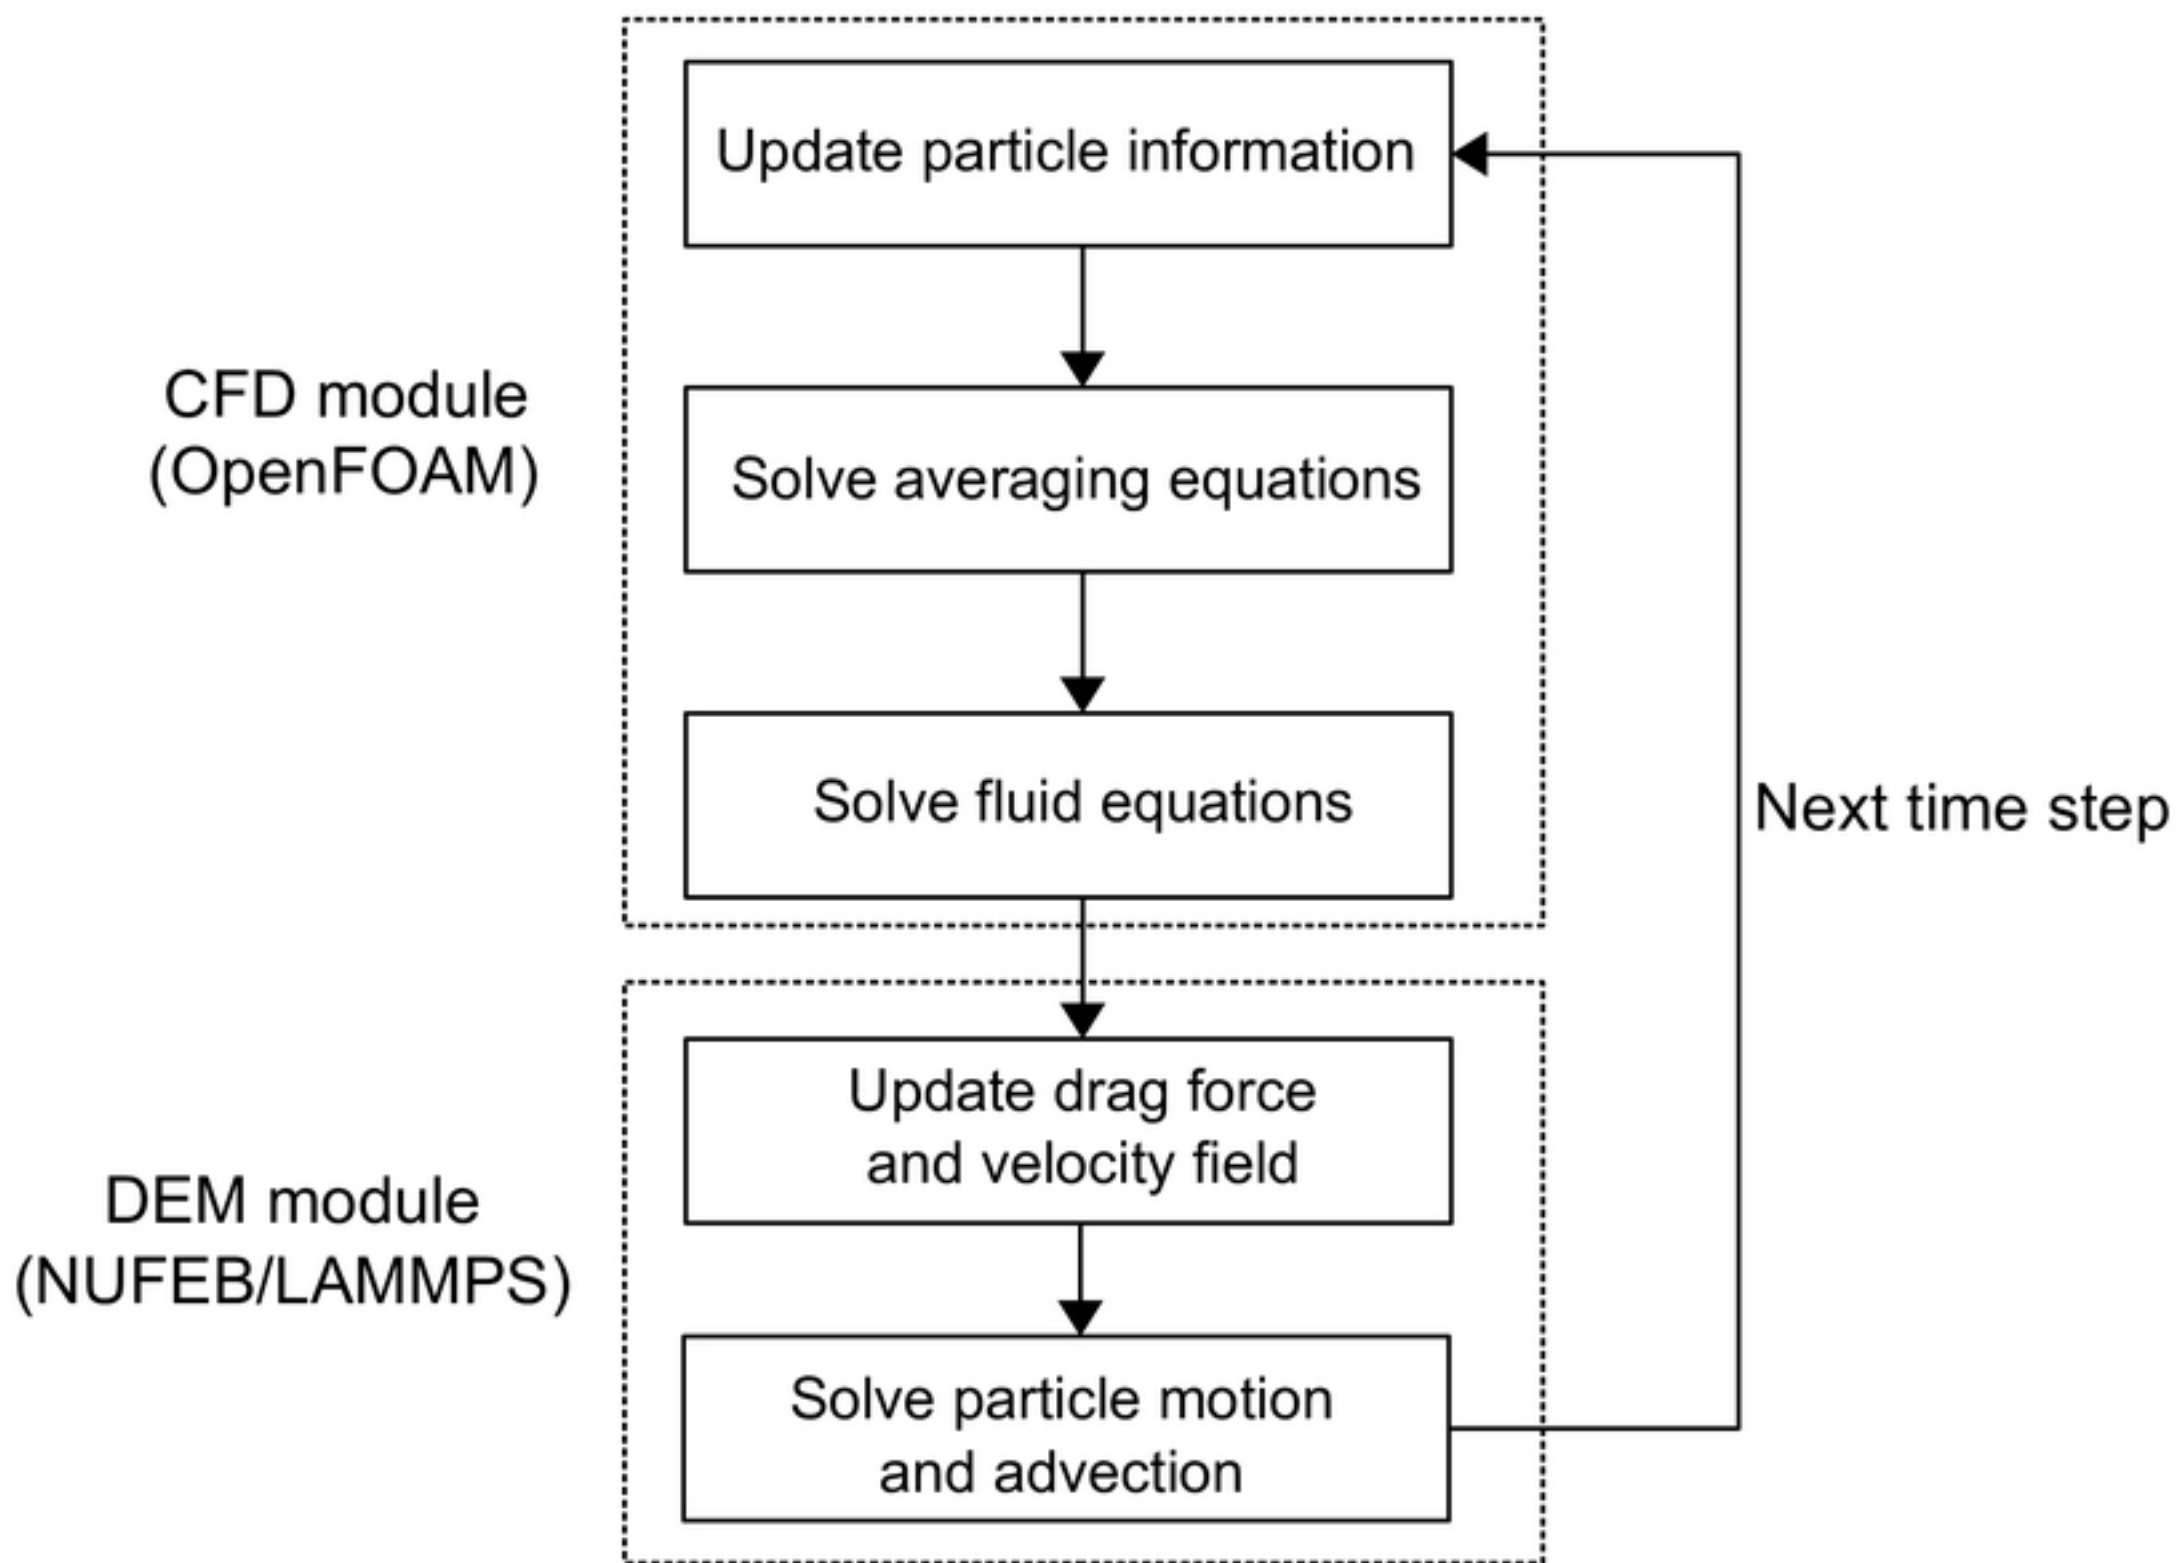 Update particle information
CFD module
(OpenFOAM)
Solve averaging equations
Solve fluid equations
Next time step
Update drag force
and velocity field
DEM module
(NUFEB/LAMMPS)
Solve particle motion
and advection